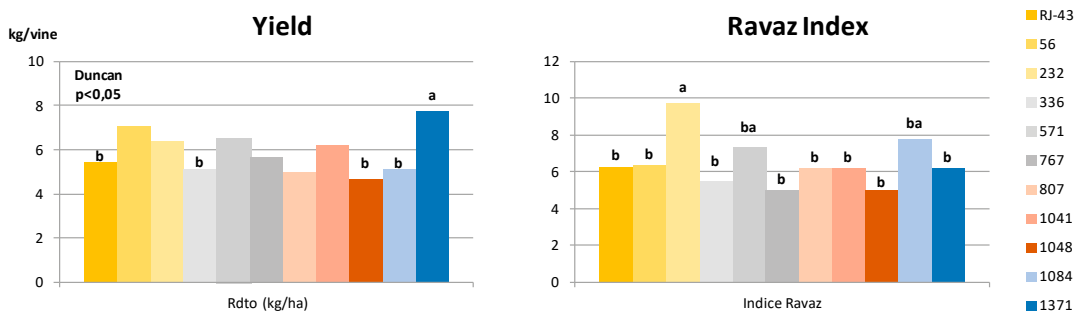 Yield
kg/vine
10
8
6
4
2
0
Duncan
p<0,05
b
b
b
b
a
Rdto (kg/ha)
Ravaz Index
12
10
8
6
4
2
0
b
b
a
b
ba
b
b
b
b
ba
b
Indice Ravaz
RJ-43
56
232
336
571
767
807
1041
1048
1084
1371